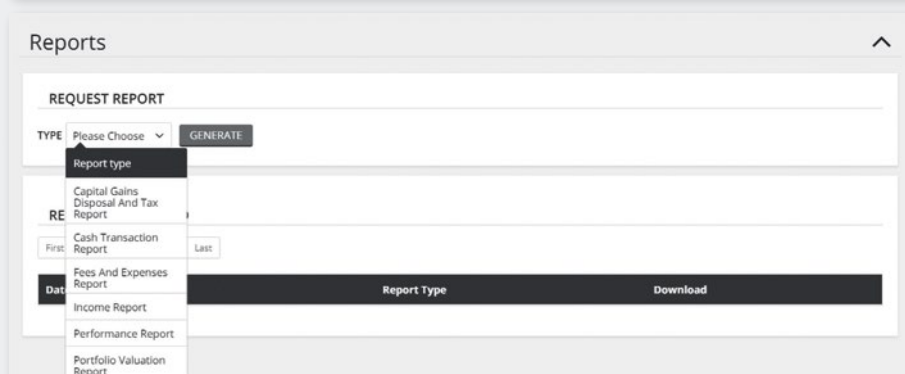 Reports
REQUEST REPORT
TYPE Please Choose GENERATE
Report type
Capital Gains
Disposal And Tax
Report
Cash Transaction
Report
Fees And Expenses
Report
Income Report
Performance Report
Portfolio Valuation
Report
RE
First Last
Dat Report Type Download